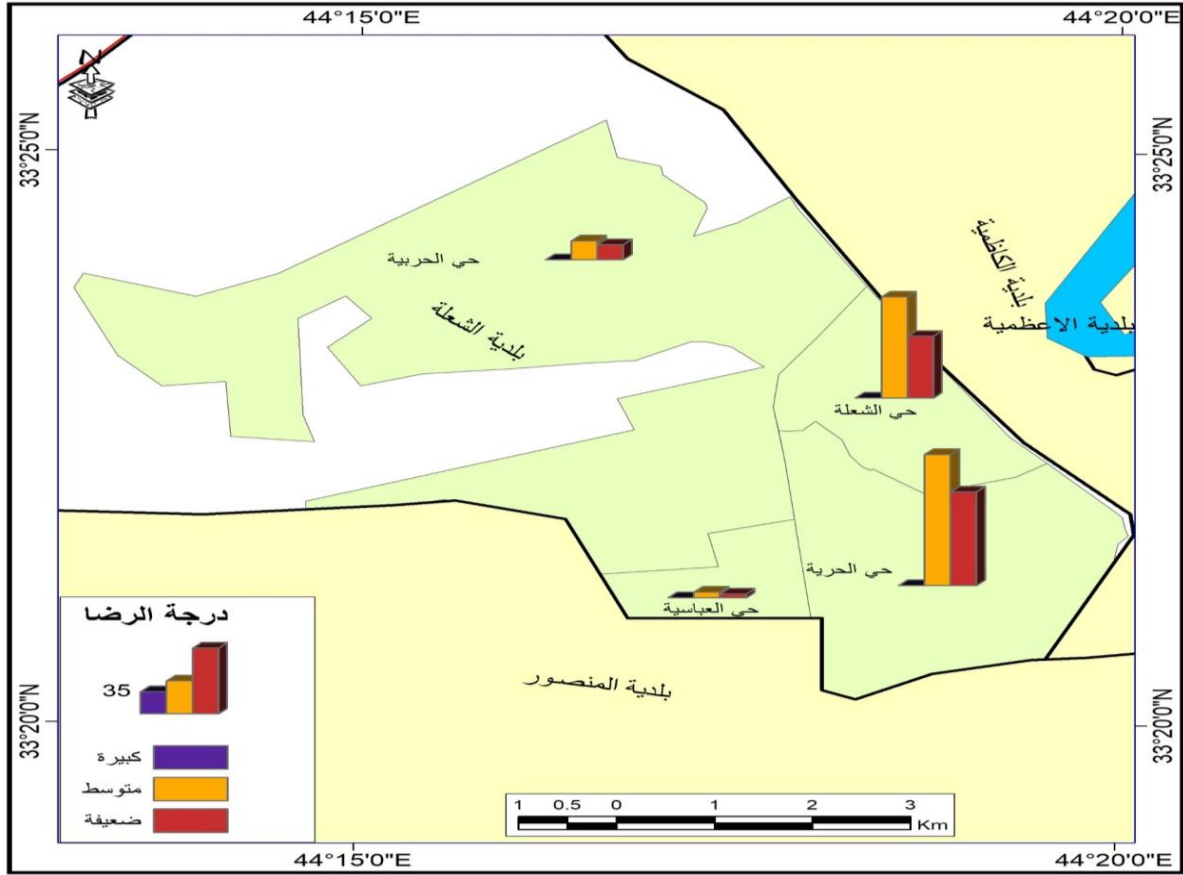 44°15'0"E
44°20'0"E
N
33°25'0"N
33°25'0"N
بلدية الكاظمية
حي الحربية
بلدية الشعلة
بلدية الاعظمية
حي الشعلة
حي الحرية
حي العباسية
درجة الرضا
35
كبيرة
متوسط
ضعيفة
بلدية المنصور
33°20'0"N
33°20'0"N
1 0.5 0 1 2 3
Km
44°15'0"E
44°20'0"E